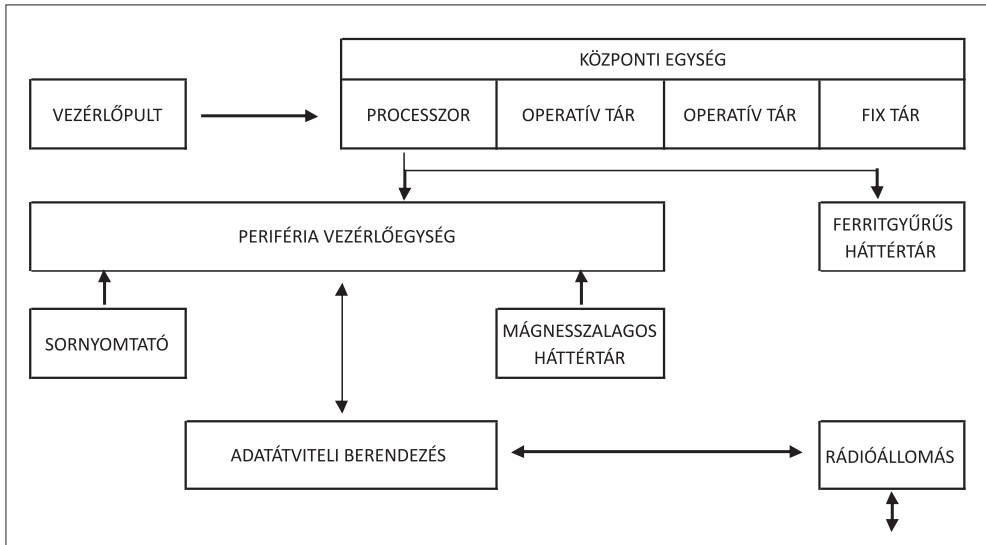 KÖZPONTI EGYSÉG
VEZÉRLŐPULT
PROCESSZOR
OPERATÍV TÁR
OPERATÍV TÁR
FIX TÁR
PERIFÉRIA VEZÉRLŐEGYSÉG
FERRITGYŰRŰS
HÁTTÉRTÁR
SORNYOMTATÓ
MÁGNESSZALAGOS
HÁTTÉRTÁR
ADATÁTVITELI BERENDEZÉS
RÁDIÓÁLLOMÁS